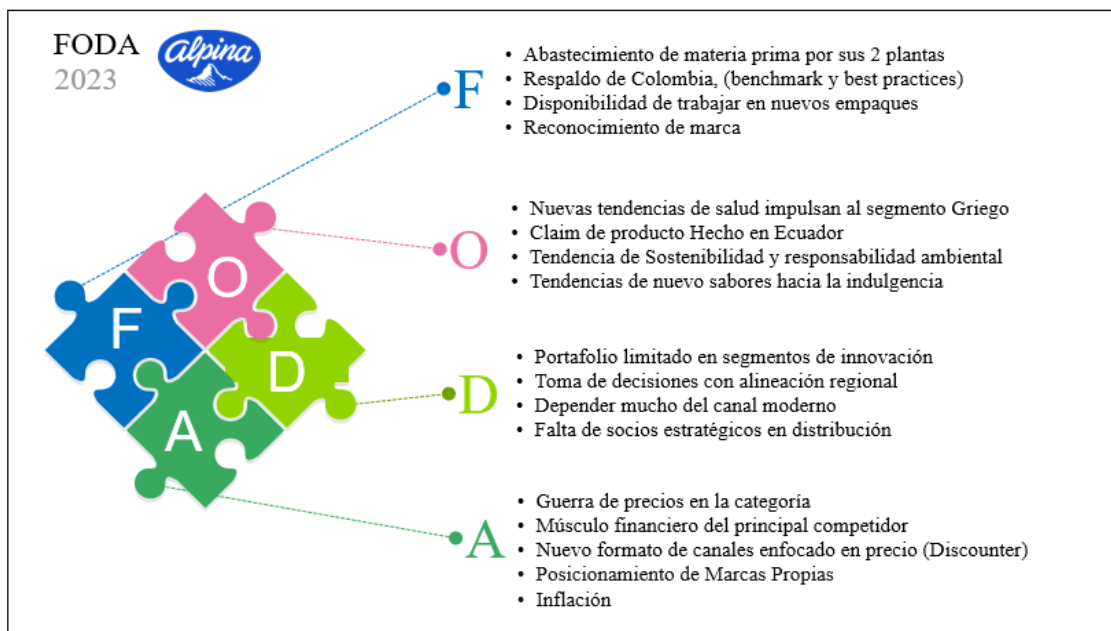 FODA
2023
alpina
F
• Abastecimiento de materia prima por sus 2 plantas
• Respaldo de Colombia, (benchmark y best practices)
• Disponibilidad de trabajar en nuevos empaques
• Reconocimiento de marca
O
• Nuevas tendencias de salud impulsan al segmento Griego
• Claim de producto Hecho en Ecuador
• Tendencia de Sostenibilidad y responsabilidad ambiental
• Tendencias de nuevo sabores hacia la indulgencia
O
F
D
A
D
• Portafolio limitado en segmentos de innovación
• Toma de decisiones con alineación regional
• Depender mucho del canal moderno
• Falta de socios estratégicos en distribución
A
• Guerra de precios en la categoría
• Músculo financiero del principal competidor
• Nuevo formato de canales enfocado en precio (Discounter)
• Posicionamiento de Marcas Propias
• Inflación